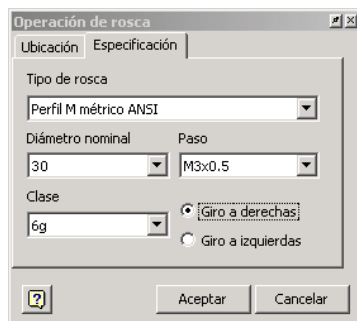 Operación de rosca
Ubicación Especificación
Tipo de rosca
Perfil M métrico ANSI
Diámetro nominal Paso
30 M3x0.5
Clase
6g
Giro a derechas
Giro a izquierdas
Aceptar Cancelar